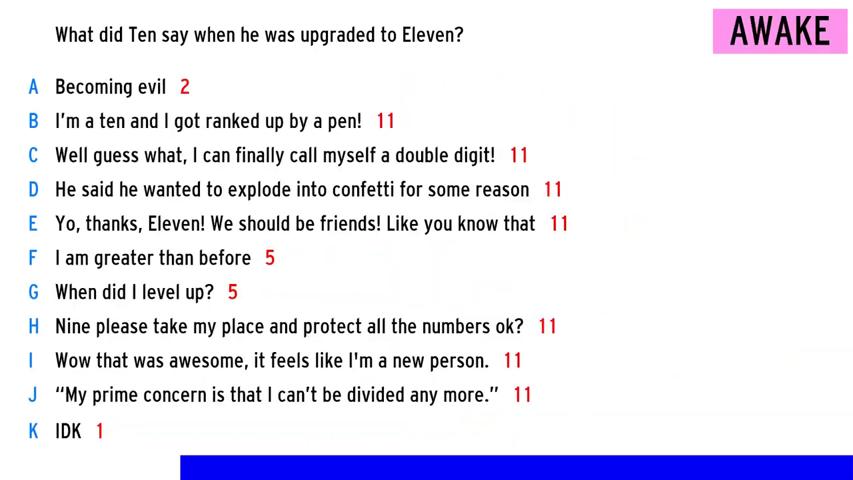 What did Ten say when he was upgraded to Eleven?
AWAKE
A Becoming evil 2
B I'm a ten and I got ranked up by a pen! 11
C Well guess what, I can finally call myself a double digit! 11
D He said he wanted to explode into confetti for some reason 11
E Yo, thanks, Eleven! We should be friends! Like you know that 11
F I am greater than before 5
G When did I level up? 5
H Nine please take my place and protect all the numbers ok? 11
I Wow that was awesome, it feels like I'm a new person. 11
J “My prime concern is that I can’t be divided any more.” 11
K IDK 1